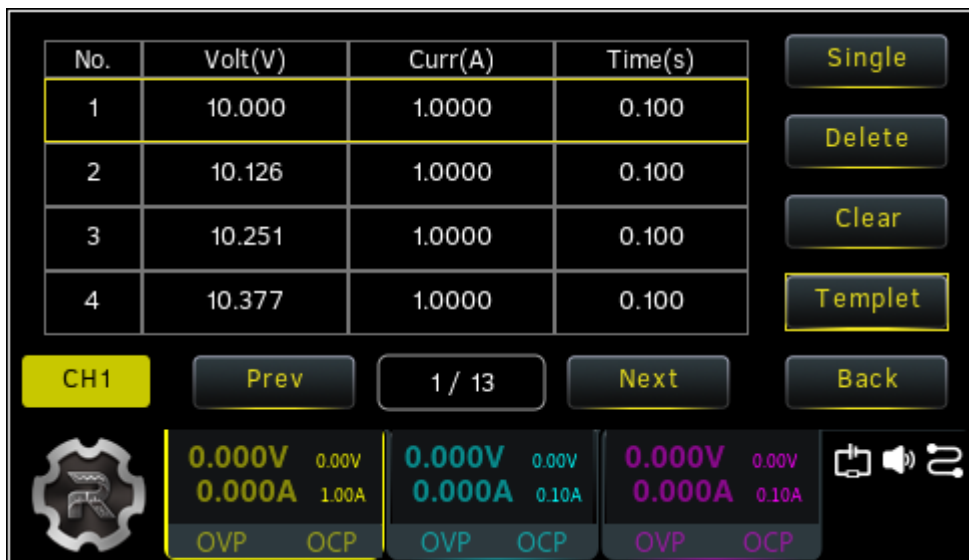 No. Volt(V) Curr(A) Time(s) Single
1 10.000 1.0000 0.100
Delete
2 10.126 1.0000 0.100
3 10.251 1.0000 0.100 Clear
4 10.377 1.0000 0.100 Templet
CH1 Prev 1 / 13 Next Back
0.000V 0.00V 0.000V 0.00V 0.000V 0.00V
0.000A 1.00A 0.000A 0.10A 0.000A 0.10A
OVP OCP OVP OCP OVP OCP
R